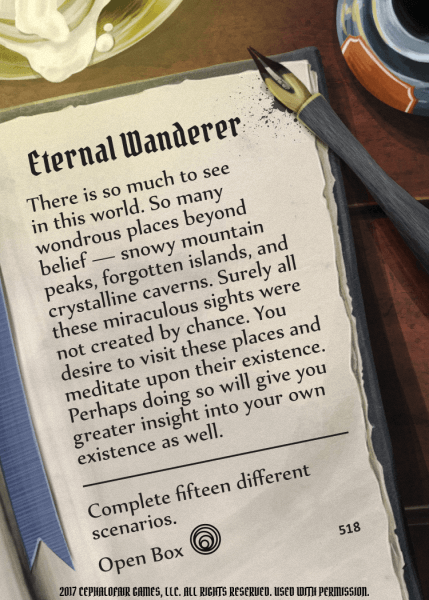 Eternal Wanderer
There is so much to see
in this world. So many
wondrous places beyond
belief — snowy mountain
peaks, forgotten islands, and
crystalline caverns. Surely all
these miraculous sights were
not created by chance. You
desire to visit these places and
meditate upon their existence.
Perhaps doing so will give you
greater insight into your own
existence as well.
Complete fifteen different
scenarios.
Open Box
518
2017 CEPHALOFAIR GAMES, LLC. ALL RIGHTS RESERVED. USED WITH PERMISSION.